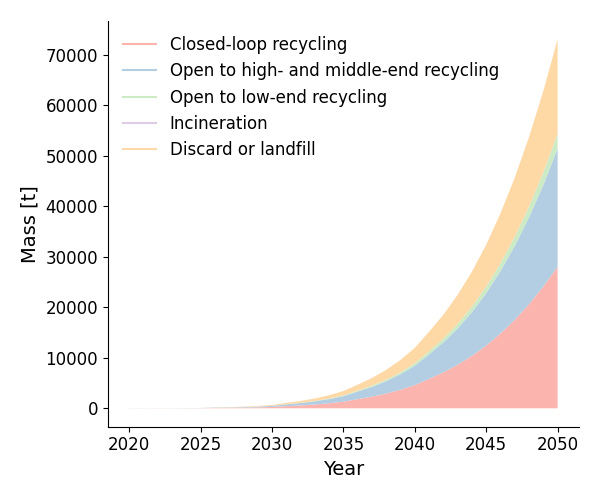 Closed-loop recycling
Open to high- and middle-end recycling
Open to low-end recycling
Incineration
Discard or landfill
Mass [t]
70000
60000
50000
40000
30000
20000
10000
0
2020 2025 2030 2035 2040 2045 2050
Year